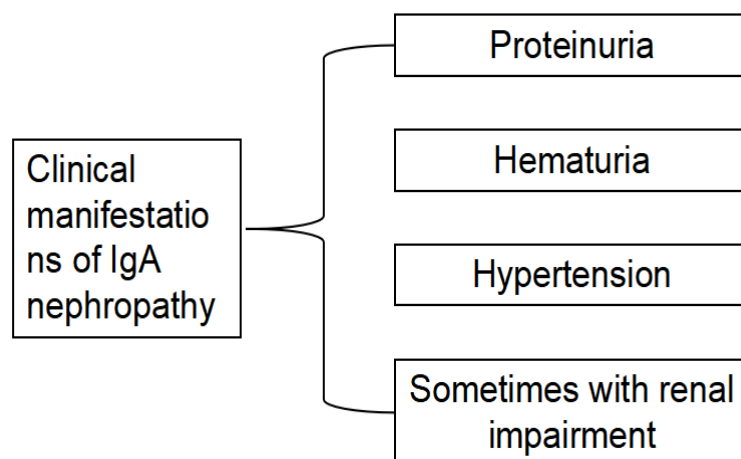 Clinical
manifestatio
ns of IgA
nephropathy
Proteinuria
Hematuria
Hypertension
Sometimes with renal
impairment